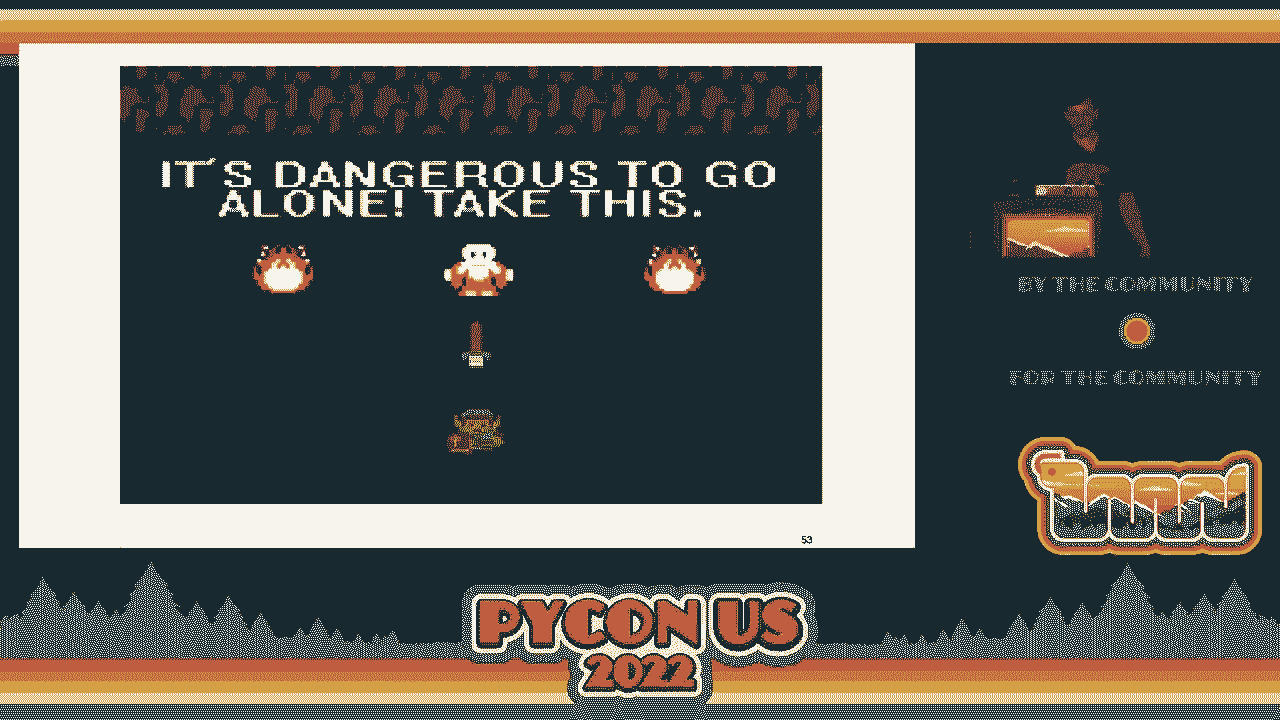 IT'S DANGEROUS TO GO
ALONE! TAKE THIS.
53
BY THE COMMUNITY
FOR THE COMMUNITY
PYCON US
2022